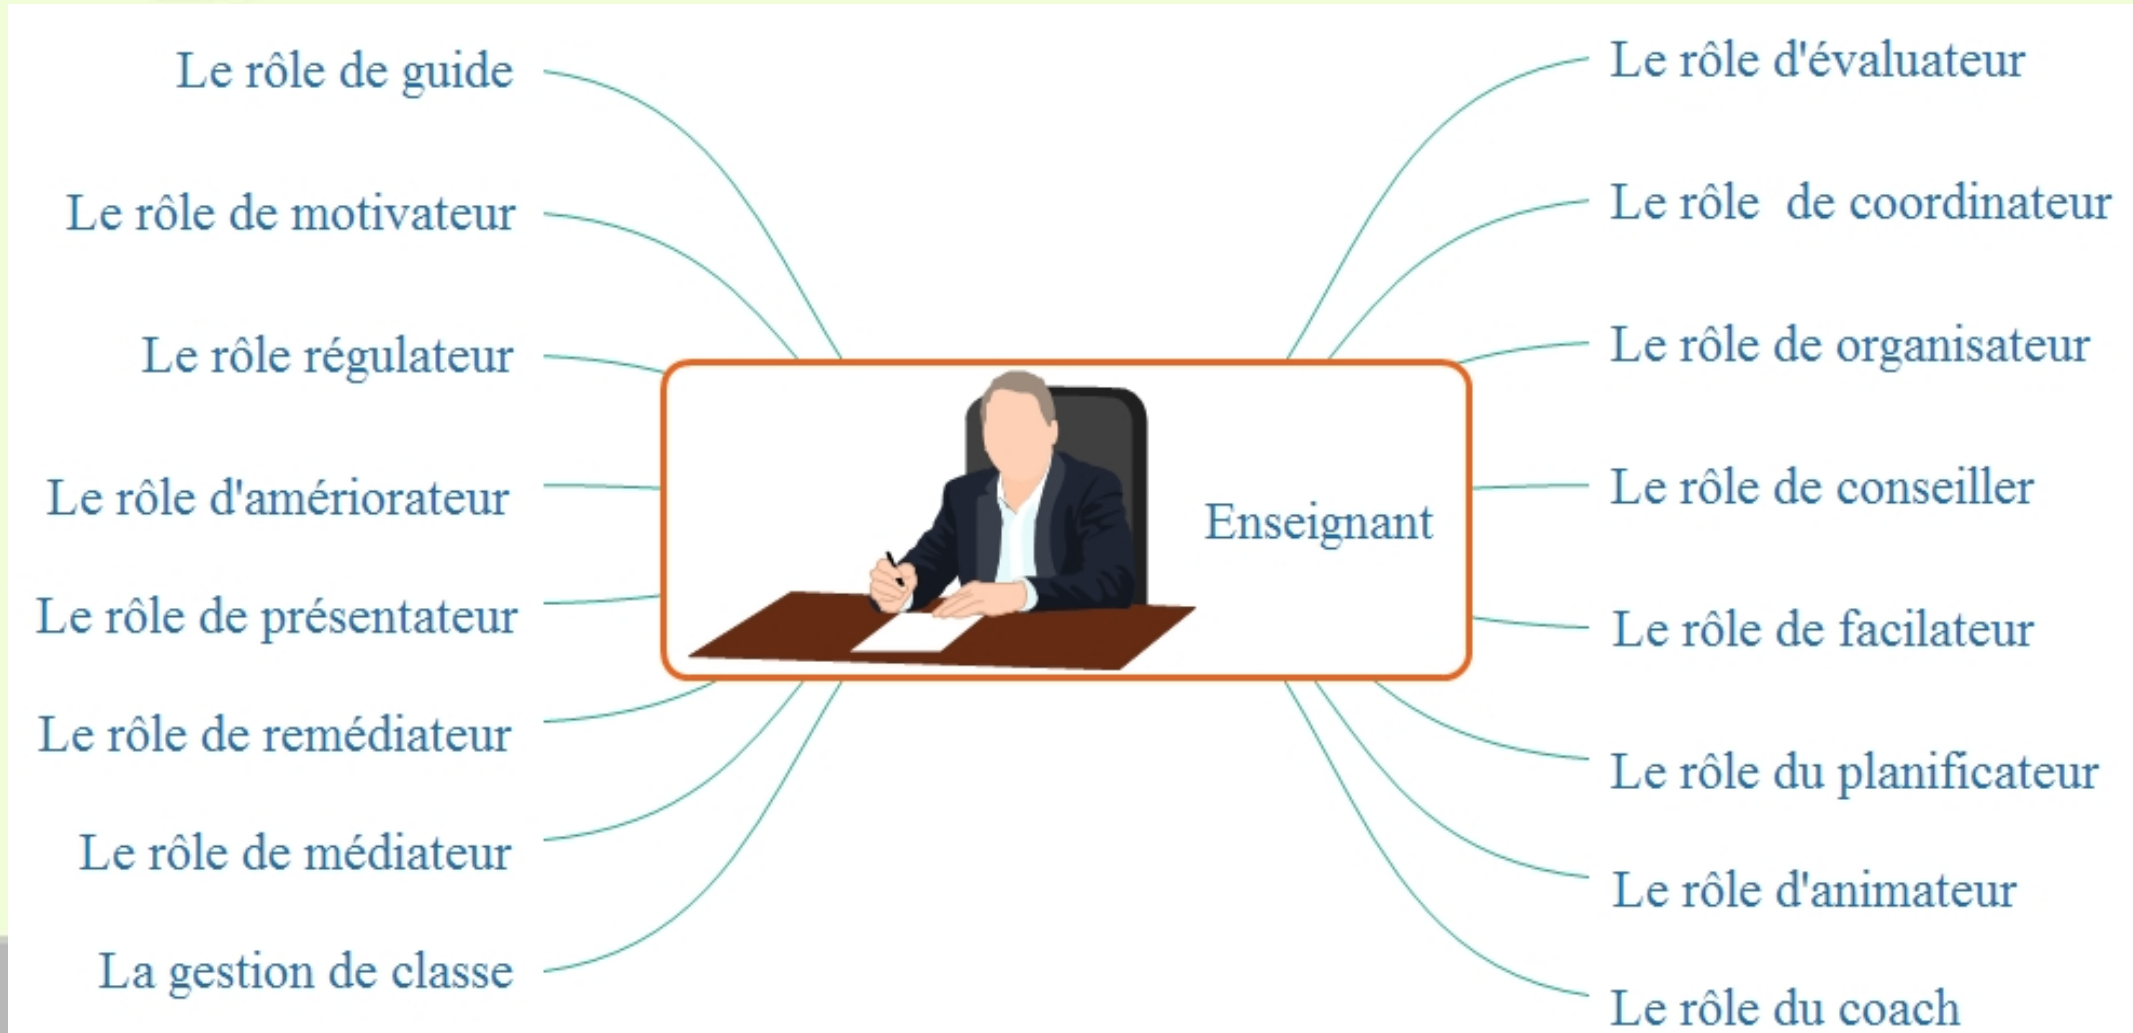 Le rôle de guide
Le rôle de motivateur
Le rôle régulateur
Le rôle d'amériorateur
Le rôle de présentateur
Le rôle de remédiateur
Le rôle de médiateur
La gestion de classe
Enseignant
Le rôle d'évaluateur
Le rôle  de coordinateur
Le rôle de organisateur
Le rôle de conseiller
Le rôle de facilateur
Le rôle du planificateur
Le rôle d'animateur
Le rôle du coach